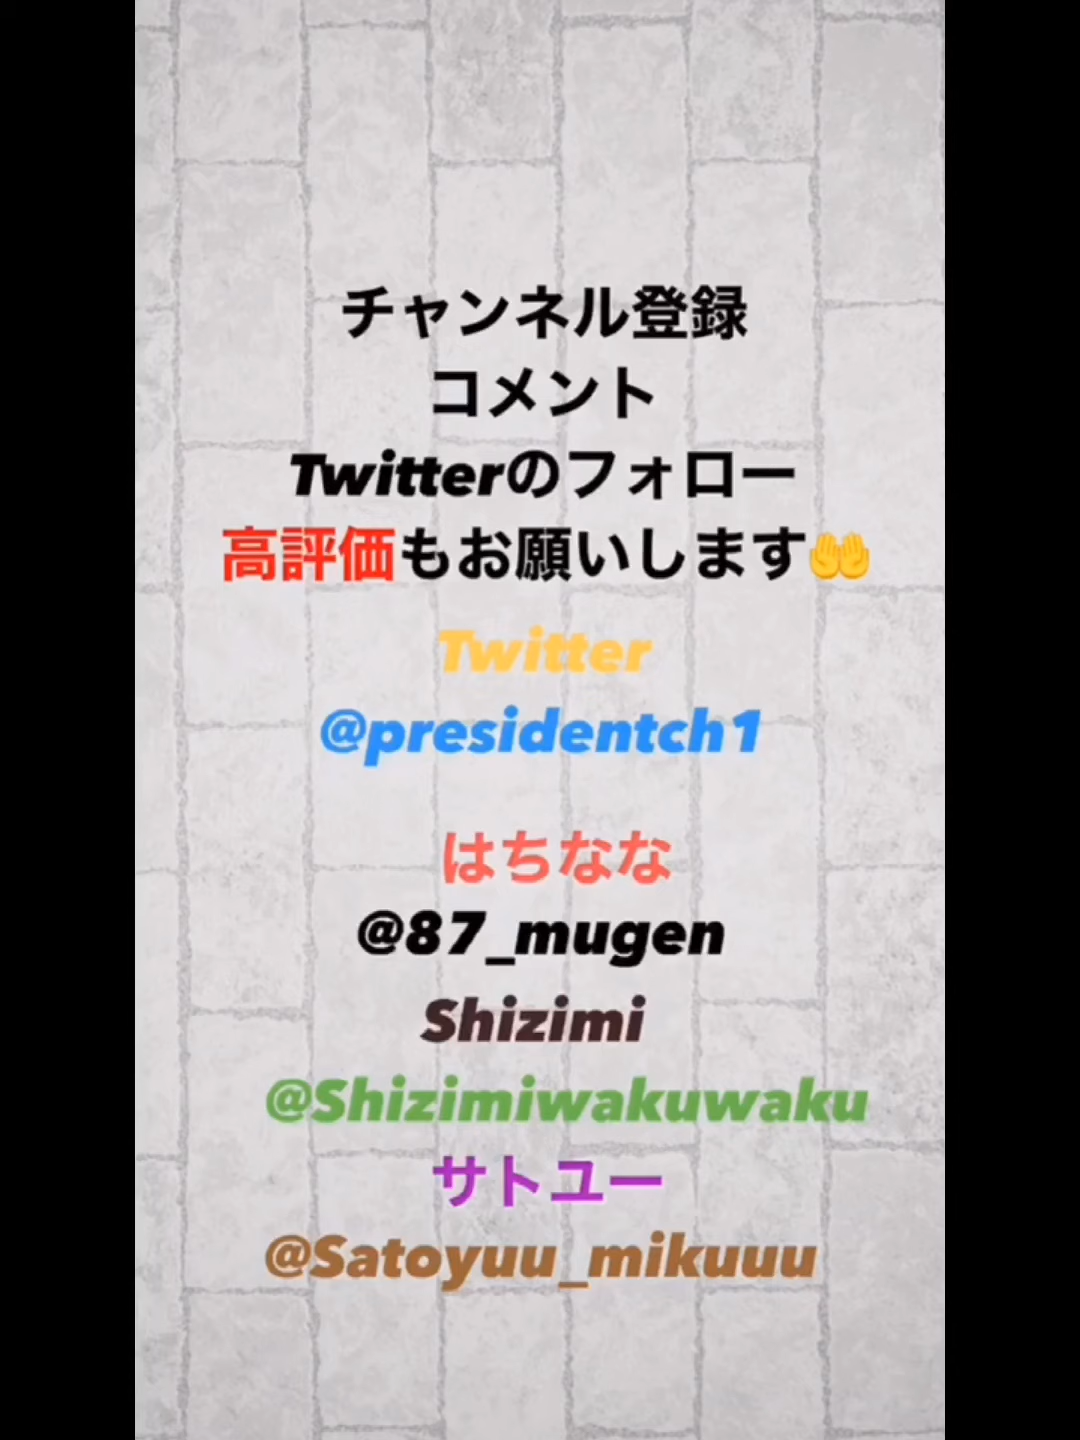 チャンネル登録
コメント
Twitterのフォロー
高評価もお願いします🤲
Twitter
@presidentch1
はちなな
@87_mugen
Shizimi
@Shizimiwakuwaku
サトユー
@Satoyuu_mikuuu